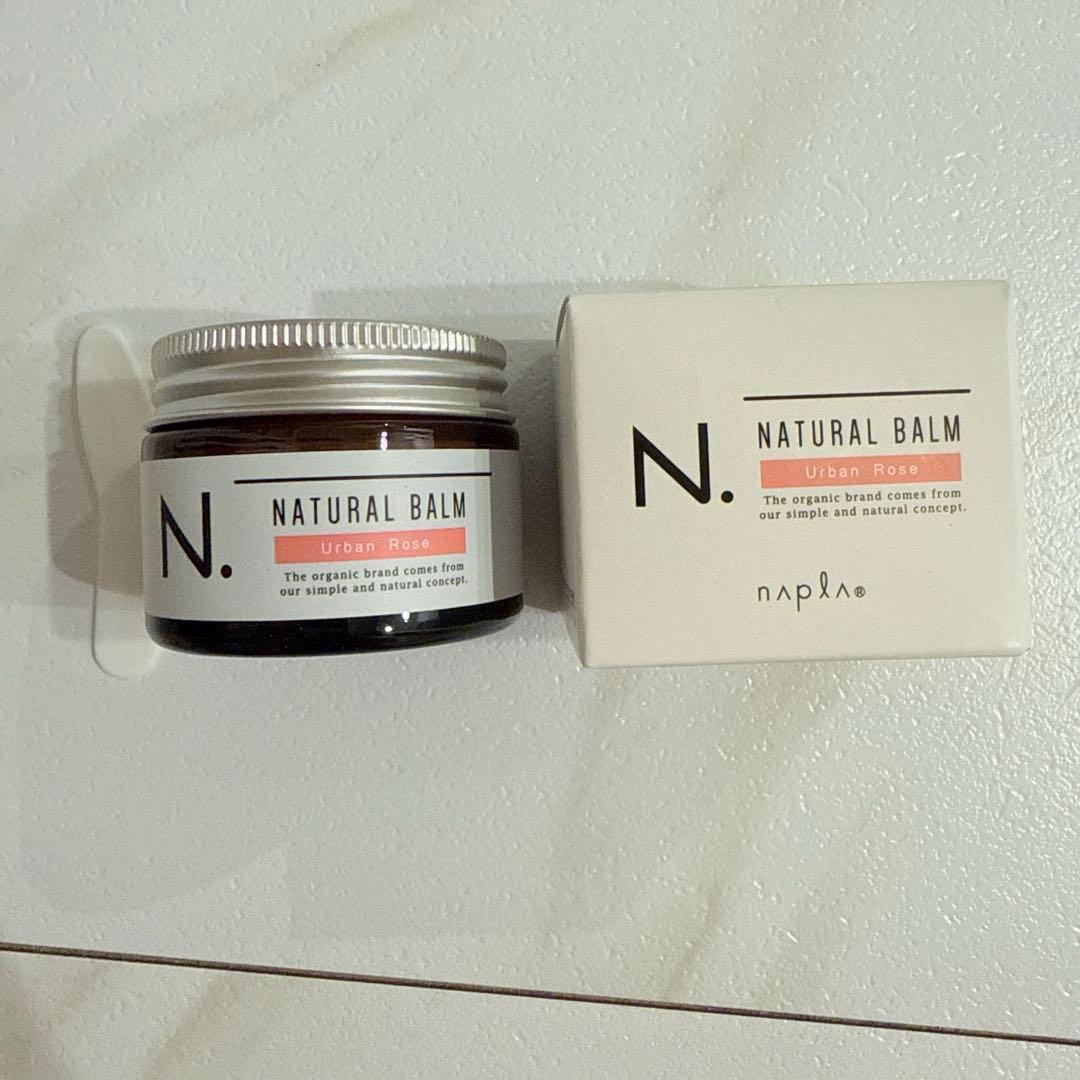 N.
NATURAL BALM
Urban Rose
The organic brand comes from
our simple and natural concept.
N.
NATURAL BALM
Urban Rose
The organic brand comes from
our simple and natural concept.
napla®